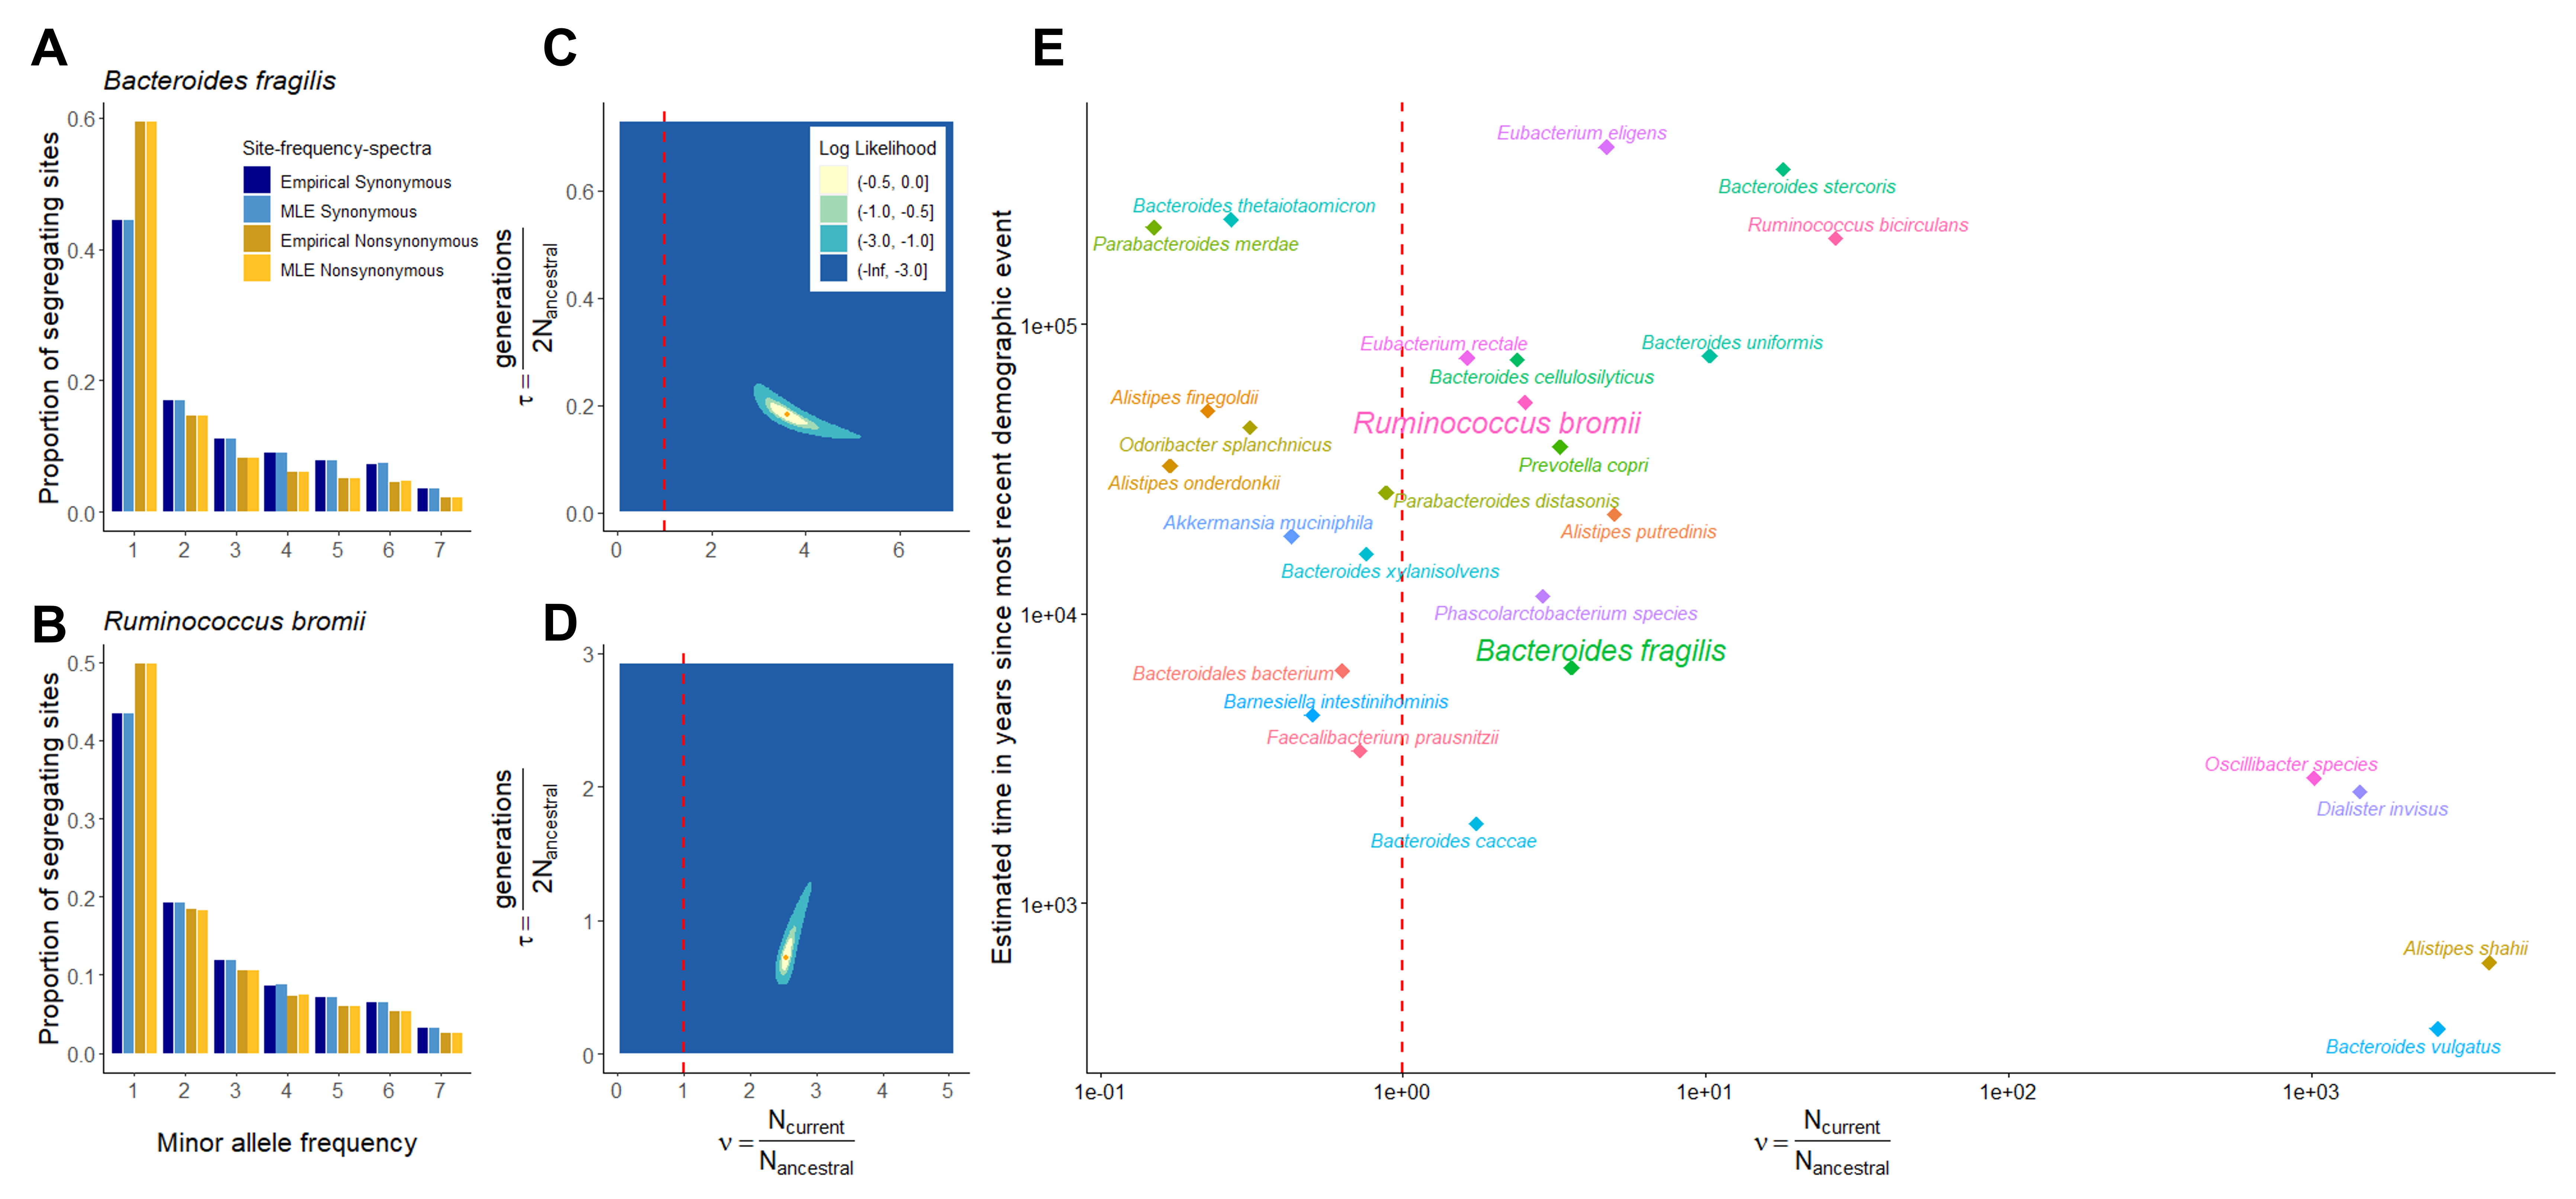 A
Bacteroides fragilis
Proportion of segregating sites
0.6
0.4
0.2
0.0
1 2 3 4 5 6 7
Site-frequency-spectra
Empirical Synonymous
MLE Synonymous
Empirical Nonsynonymous
MLE Nonsynonymous
B
Ruminococcus bromii
Proportion of segregating sites
0.5
0.4
0.3
0.2
0.1
0.0
1 2 3 4 5 6 7
Minor allele frequency
C
τ = generations
2Nancestral
0.6
0.4
0.2
0.0
0 2 4 6
Log Likelihood
(-0.5, 0.0]
(-1.0, -0.5]
(-3.0, -1.0]
(-Inf, -3.0]
D
τ = generations
2Nancestral
3
2
1
0
0 1 2 3 4 5
ν = Ncurrent
Nancestral
E
Estimated time in years since most recent demographic event
1e+05
1e+04
1e+03
Eubacterium eligens
Bacteroides stercoris
Bacteroides thetaiotaomicron
Ruminococcus bicirculans
Parabacteroides merdae
Eubacterium rectale
Bacteroides uniformis
Bacteroides cellulosilyticus
Alistipes finegoldii
Ruminococcus bromii
Odoribacter splanchnicus
Prevotella copri
Alistipes onderdonkii
Parabacteroides distasonis
Akkermansia muciniphila
Alistipes putredinis
Bacteroides xylanisolvens
Phascolarctobacterium species
Bacteroides fragilis
Bacteroidales bacterium
Barnesiella intestinihominis
Faecalibacterium prausnitzii
Oscillibacter species
Dialister invisus
Bacteroides caccae
Alistipes shahii
Bacteroides vulgatus
1e-01 1e+00 1e+01 1e+02 1e+03
ν = Ncurrent
Nancestral